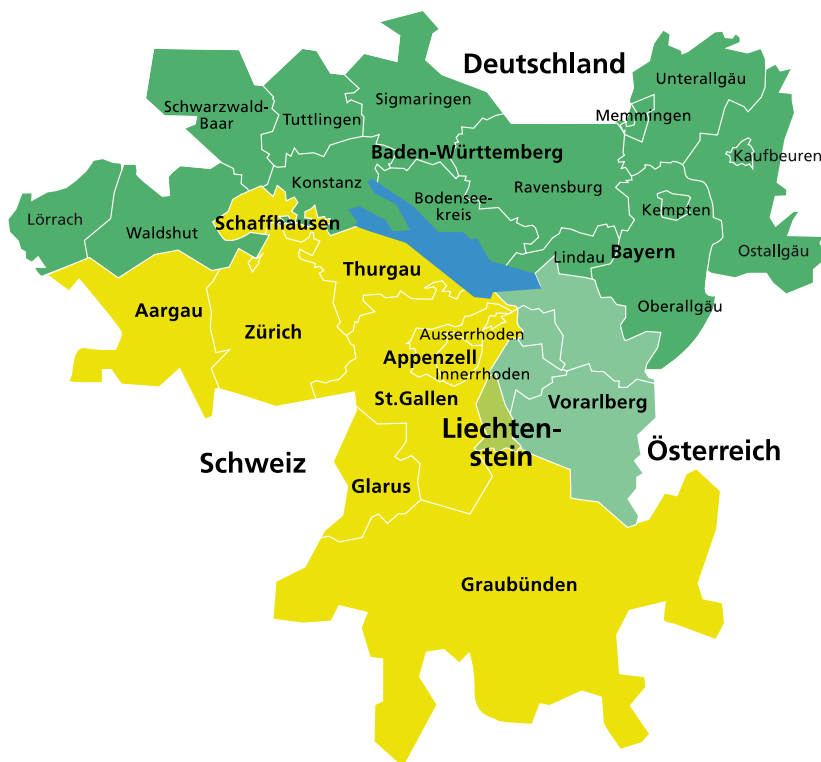 Deutschland
Unterallgäu
Sigmaringen
Schwarzwald-
Baar
Tuttlingen
Memmingen
Baden-Württemberg
Kaufbeuren
Konstanz
Ravensburg
Bodensee-
kreis
Lörrach
Waldshut
Schaffhausen
Kempten
Lindau
Bayern
Ostallgäu
Thurgau
Oberallgäu
Aargau
Zürich
Ausserrhoden
Appenzell
Innerrhoden
St.Gallen
Vorarlberg
Liechten-
stein
Österreich
Schweiz
Glarus
Graubünden